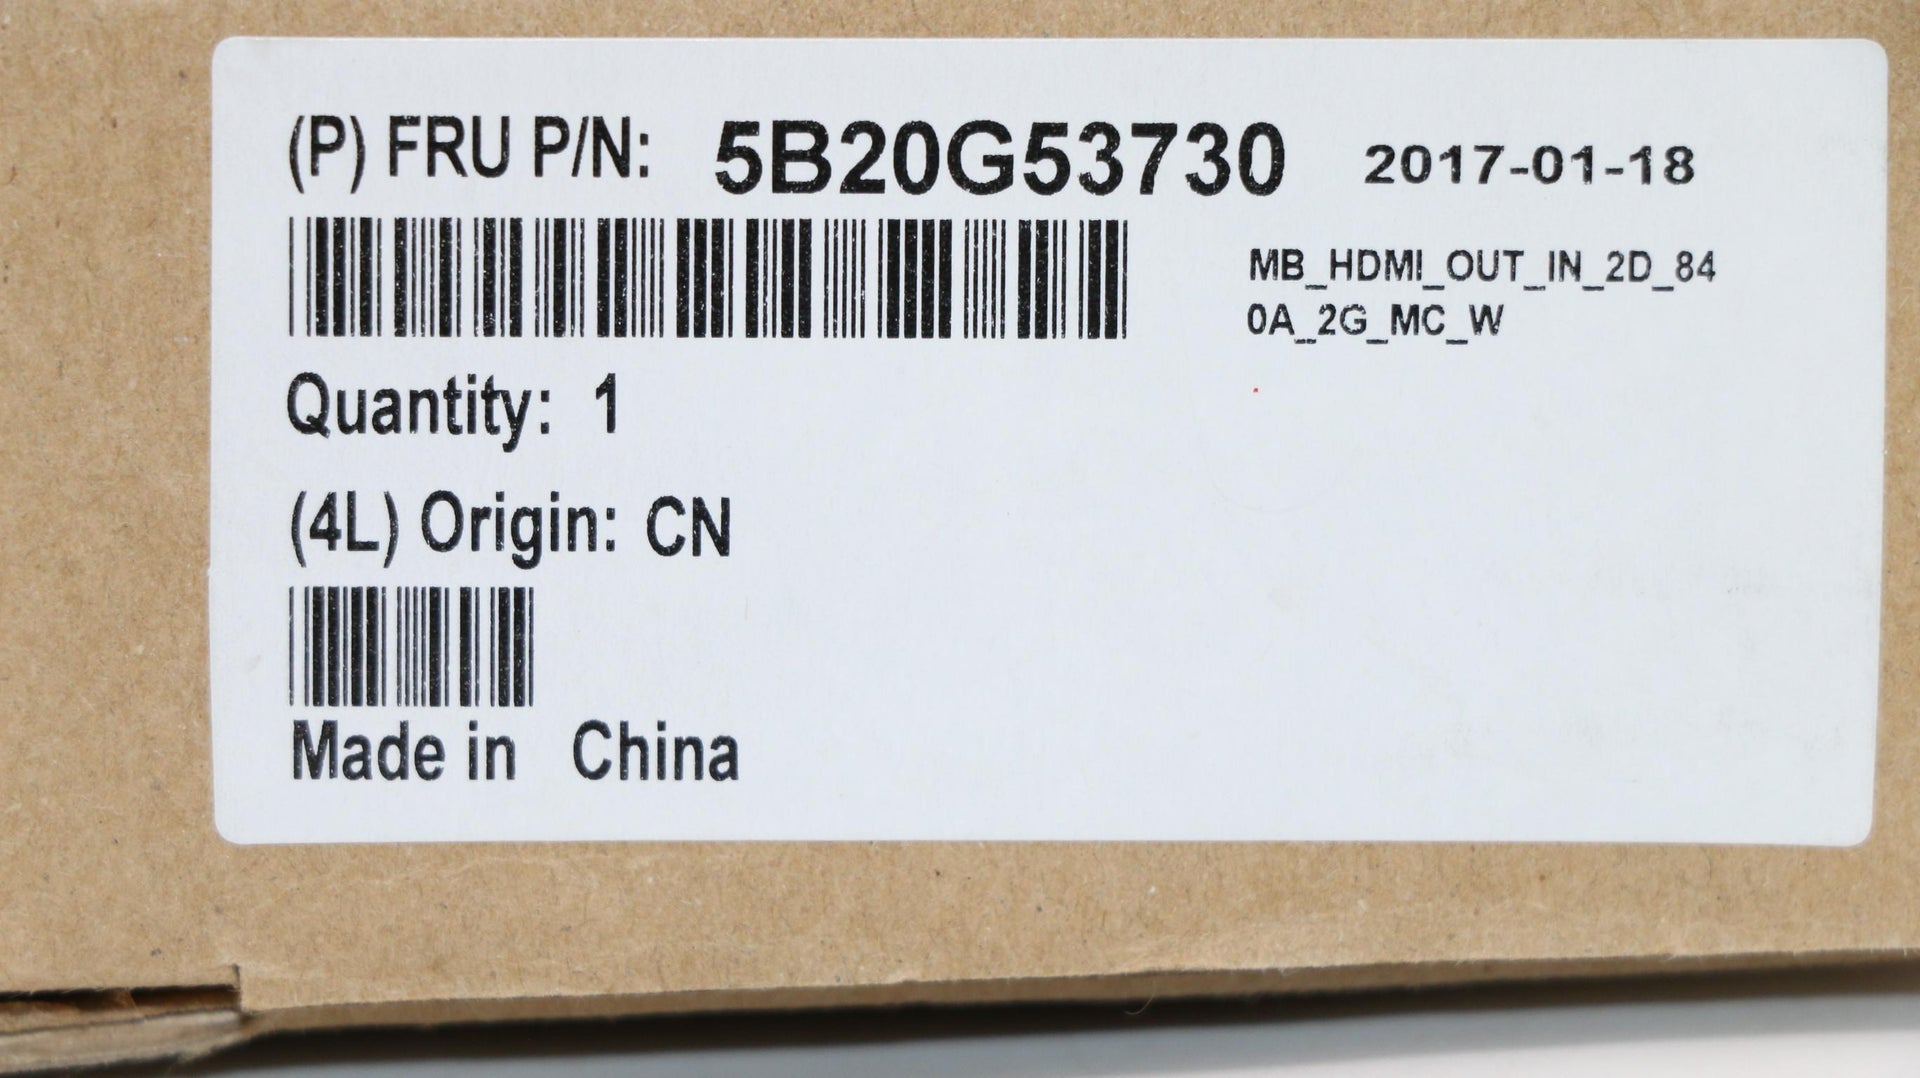 (P) FRU P/N: 5B20G53730 2017-01-18
MB_HDMI_OUT_IN_2D_84
0A_2G_MC_W
Quantity: 1
(4L) Origin: CN
Made in China